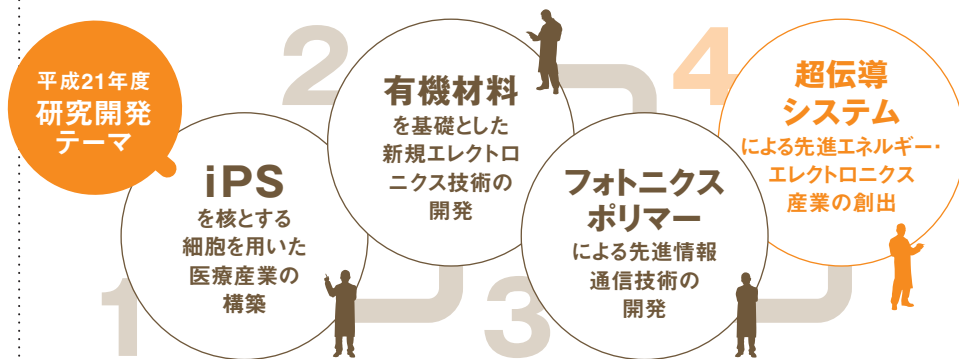 平成21年度
研究開発
テーマ
1
iPS
を核とする
細胞を用いた
医療産業の
構築
2
有機材料
を基礎とした
新規エレクトロ
ニクス技術の
開発
3
フォトニクス
ポリマー
による先進情報
通信技術の
開発
4
超伝導
システム
による先進エネルギー・
エレクトロニクス
産業の創出